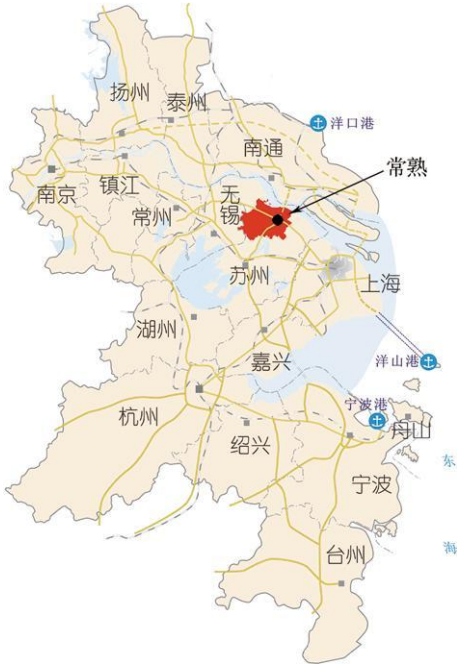 扬州
泰州
洋口港
南通
常熟
南京
镇江
无锡
常州
苏州
上海
湖州
嘉兴
洋山港
宁波港
杭州
舟山
绍兴
东海
宁波
台州